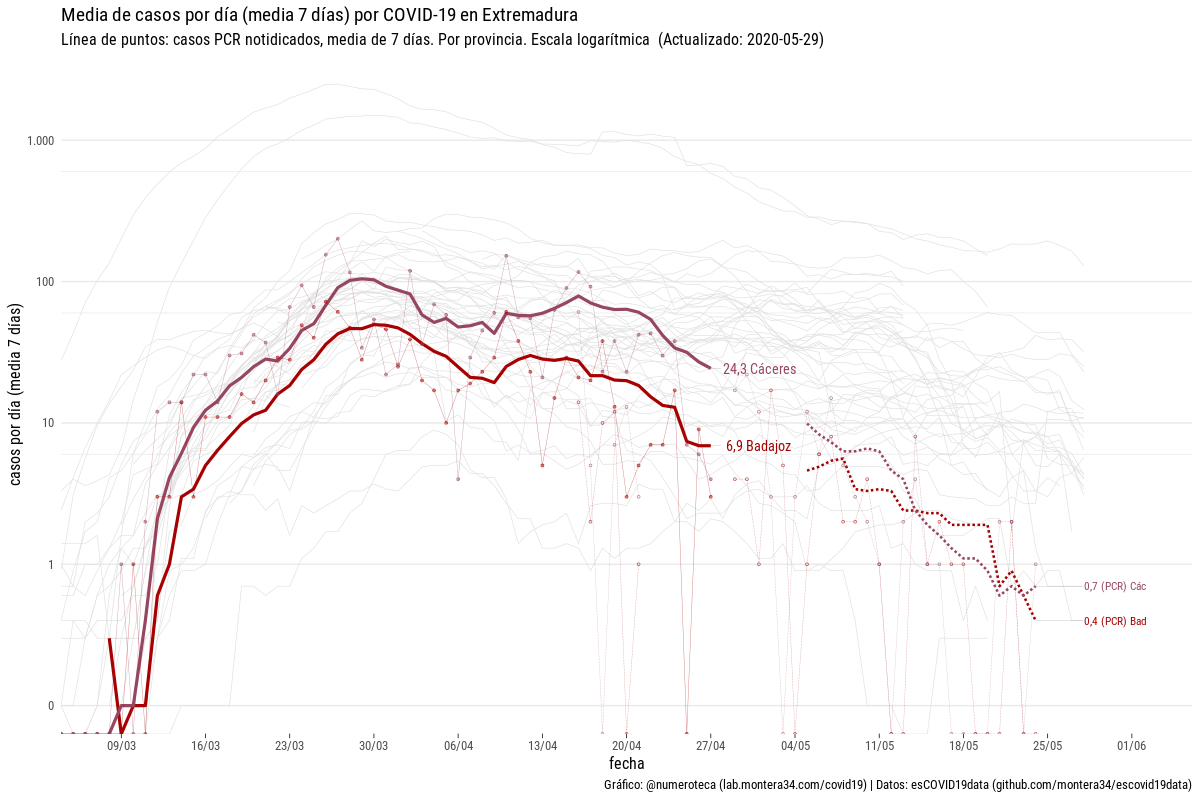 Media de casos por día (media 7 días) por COVID-19 en Extremadura
Línea de puntos: casos PCR notidicados, media de 7 días. Por provincia. Escala logarítmica (Actualizado: 2020-05-29)
casos por día (media 7 días)
1.000
100
10
1
0
24,3 Cáceres
6,9 Badajoz
0,7 (PCR) Các
0,4 (PCR) Bad
09/03
16/03
23/03
30/03
06/04
13/04
20/04
27/04
04/05
11/05
18/05
25/05
01/06
fecha
Gráfico: @numeroteca (lab.montera34.com/covid19) | Datos: esCOVID19data (github.com/montera34/escovid19data)